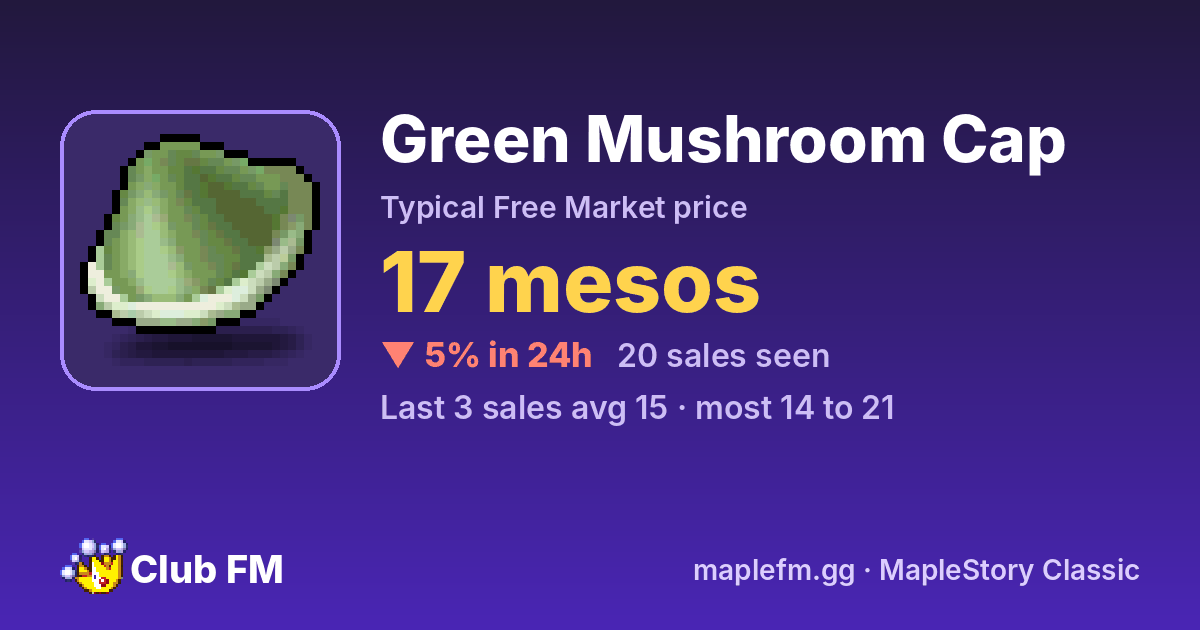 Green Mushroom Cap
Typical Free Market price
17 mesos
▼ 5% in 24h 20 sales seen
Last 3 sales avg 15 · most 14 to 21
Club FM
maplefm.gg · MapleStory Classic